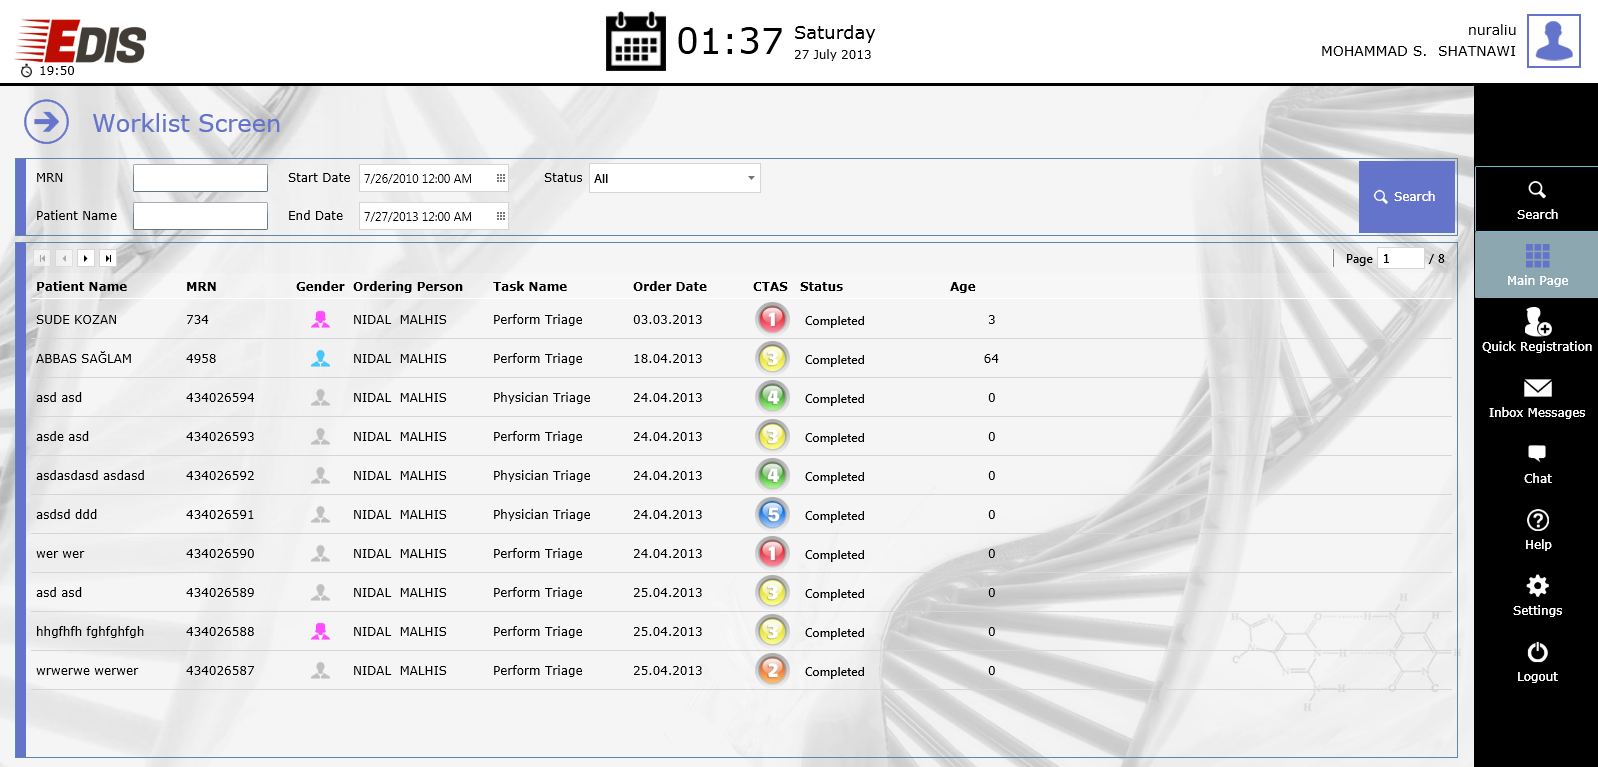 EDIS
19:50
01:37
Saturday
27 July 2013
nuraliu
MOHAMMAD S. SHATNAWI
Worklist Screen
MRN
Start Date 7/26/2010 12:00 AM
Status All
Patient Name
End Date 7/27/2013 12:00 AM
Search
Page 1 / 8
Patient Name MRN Gender Ordering Person Task Name Order Date CTAS Status Age
SUDE KOZAN 734 NIDAL MALHIS Perform Triage 03.03.2013 1 Completed 3
ABBAS SAĞLAM 4958 NIDAL MALHIS Perform Triage 18.04.2013 3 Completed 64
asd asd 434026594 NIDAL MALHIS Physician Triage 24.04.2013 4 Completed 0
asde asd 434026593 NIDAL MALHIS Perform Triage 24.04.2013 3 Completed 0
asdasdasd asdasd 434026592 NIDAL MALHIS Physician Triage 24.04.2013 4 Completed 0
asdsd ddd 434026591 NIDAL MALHIS Physician Triage 24.04.2013 5 Completed 0
wer wer 434026590 NIDAL MALHIS Perform Triage 24.04.2013 1 Completed 0
asd asd 434026589 NIDAL MALHIS Perform Triage 25.04.2013 3 Completed 0
hhgfhfh fghfghfgh 434026588 NIDAL MALHIS Perform Triage 25.04.2013 3 Completed 0
wrwerwe werwer 434026587 NIDAL MALHIS Perform Triage 25.04.2013 2 Completed 0
Search
Main Page
Quick Registration
Inbox Messages
Chat
Help
Settings
Logout